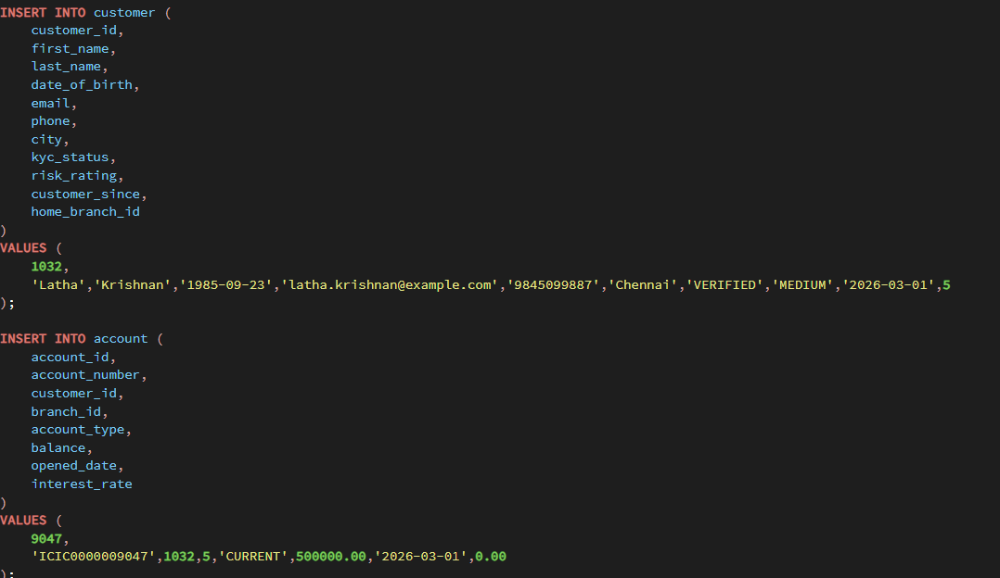 INSERT INTO customer (
    customer_id,
    first_name,
    last_name,
    date_of_birth,
    email,
    phone,
    city,
    kyc_status,
    risk_rating,
    customer_since,
    home_branch_id
)
VALUES (
    1032,
    'Latha','Krishnan','1985-09-23','latha.krishnan@example.com','9845099887','Chennai','VERIFIED','MEDIUM','2026-03-01',5
);

INSERT INTO account (
    account_id,
    account_number,
    customer_id,
    branch_id,
    account_type,
    balance,
    opened_date,
    interest_rate
)
VALUES (
    9047,
    'ICIC0000009047',1032,5,'CURRENT',500000.00,'2026-03-01',0.00
);